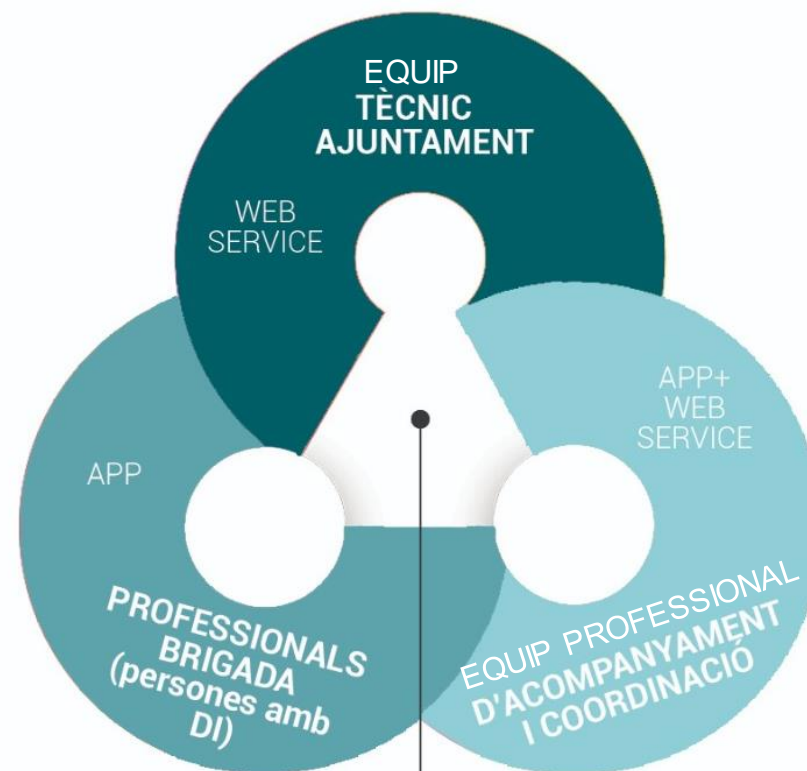 EQUIP
TÈCNIC
AJUNTAMENT
WEB
SERVICE
APP+
WEB
SERVICE
APP
PROFESSIONALS
BRIGADA
(persones amb
DI)
EQUIP PROFESSIONAL
D'ACOMPANYAMENT
I COORDINACIÓ